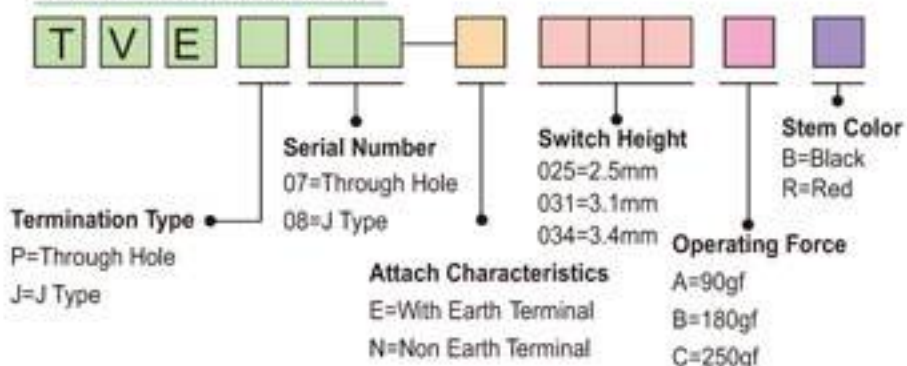 T V E
Serial Number
07=Through Hole
08=J Type
Termination Type
P=Through Hole
J=J Type
Attach Characteristics
E=With Earth Terminal
N=Non Earth Terminal
Switch Height
025=2.5mm
031=3.1mm
034=3.4mm
Operating Force
A=90gf
B=180gf
C=250gf
Stem Color
B=Black
R=Red